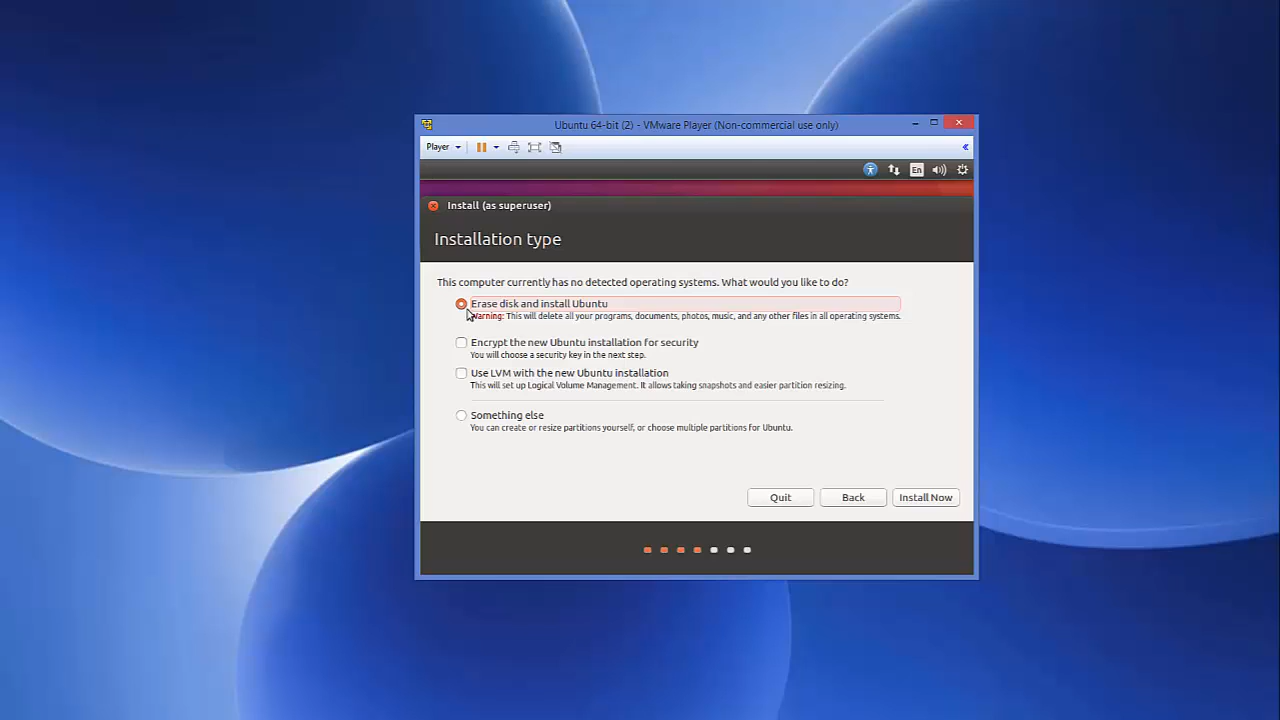 Ubuntu 64-bit (2) - VMware Player (Non-commercial use only)
Player
En
Install (as superuser)
Installation type
This computer currently has no detected operating systems. What would you like to do?
Erase disk and install Ubuntu
Warning: This will delete all your programs, documents, photos, music, and any other files in all operating systems.
Encrypt the new Ubuntu installation for security
You will choose a security key in the next step.
Use LVM with the new Ubuntu installation
This will set up Logical Volume Management. It allows taking snapshots and easier partition resizing.
Something else
You can create or resize partitions yourself, or choose multiple partitions for Ubuntu.
Quit Back Install Now